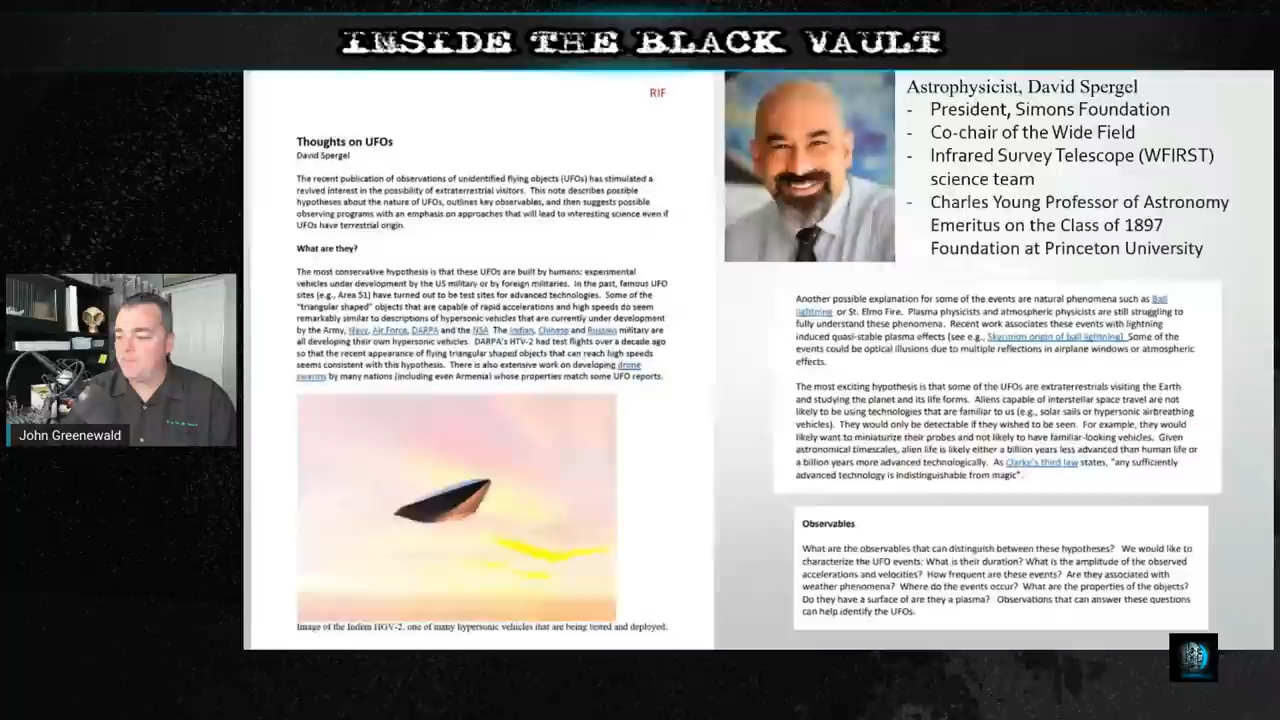 INSIDE THE BLACK VAULT
RIF
Thoughts on UFOs
David Spergel
The recent publication of observations of unidentified flying objects (UFOs) has stimulated a
revived interest in the possibility of extraterrestrial visitors. This note describes possible
hypotheses about the nature of UFOs, outlines key observables, and then suggests possible
observing programs with an emphasis on approaches that will lead to interesting science even if
UFOs have terrestrial origin.
What are they?
The most conservative hypothesis is that these UFOs are built by humans: experimental
vehicles under development by the US military or by foreign militaries. In the past, famous UFO
sites (e.g., Area 51) have turned out to be test sites for advanced technologies. Some of the
"triangular shaped" objects that are capable of rapid accelerations and high speeds do seem
remarkably similar to descriptions of hypersonic vehicles that are currently under development
by the Army, Navy, Air Force, DARPA and the NSA The Indian, Chinese and Russian military are
all developing their own hypersonic vehicles. DARPA's HTV-2 had test flights over a decade ago
so that the recent appearance of flying triangular shaped objects that can reach high speeds
seems consistent with this hypothesis. There is also extensive work on developing drone
swarms by many nations (including even Armenia) whose properties match some UFO reports.
Image of the Indian HGV-2, one of many hypersonic vehicles that are being tested and deployed.
Astrophysicist, David Spergel
- President, Simons Foundation
- Co-chair of the Wide Field
- Infrared Survey Telescope (WFIRST)
science team
- Charles Young Professor of Astronomy
Emeritus on the Class of 1897
Foundation at Princeton University
Another possible explanation for some of the events are natural phenomena such as Ball
lightning or St. Elmo Fire. Plasma physicists and atmospheric physicists are still struggling to
fully understand these phenomena. Recent work associates these events with lightning
induced quasi-stable plasma effects (see e.g., Skyrmion origin of ball lightning) Some of the
events could be optical illusions due to multiple reflections in airplane windows or atmospheric
effects.
The most exciting hypothesis is that some of the UFOs are extraterrestrials visiting the Earth
and studying the planet and its life forms. Aliens capable of interstellar space travel are not
likely to be using technologies that are familiar to us (e.g., solar sails or hypersonic airbreathing
vehicles). They would only be detectable if they wished to be seen. For example, they would
likely want to miniaturize their probes and not likely to have familiar-looking vehicles. Given
astronomical timescales, alien life is likely either a billion years less advanced than human life or
a billion years more advanced technologically. As Clarke's third law states, "any sufficiently
advanced technology is indistinguishable from magic".
Observables
What are the observables that can distinguish between these hypotheses? We would like to
characterize the UFO events: What is their duration? What is the amplitude of the observed
accelerations and velocities? How frequent are these events? Are they associated with
weather phenomena? Where do the events occur? What are the properties of the objects?
Do they have a surface of are they a plasma? Observations that can answer these questions
can help identify the UFOs.
John Greenewald